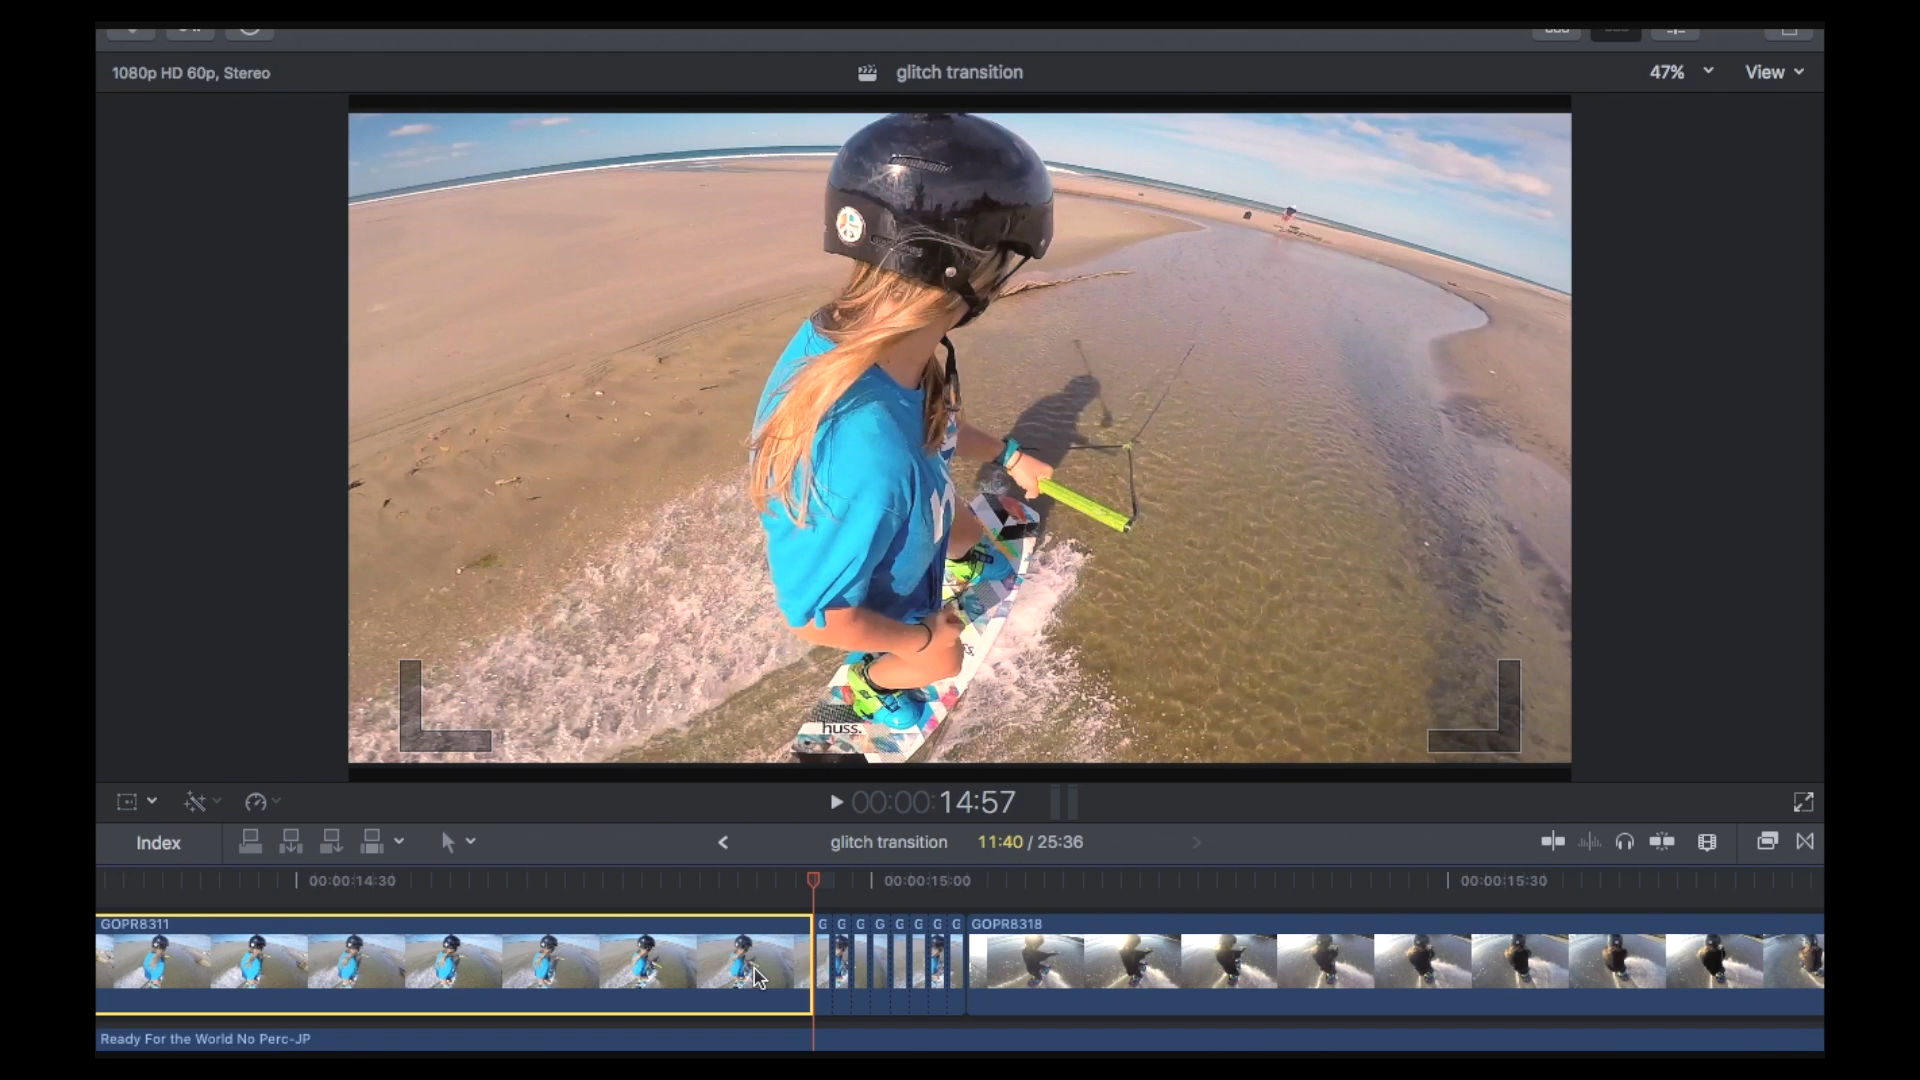 1080p HD 60p, Stereo
glitch transition
47%
View
huss.
00:00:14:57
Index
glitch transition
11:40 / 25:36
00:00:14:30
00:00:15:00
00:00:15:30
GOPR8311
G G G G G G G G
GOPR8318
Ready For the World No Perc-JP